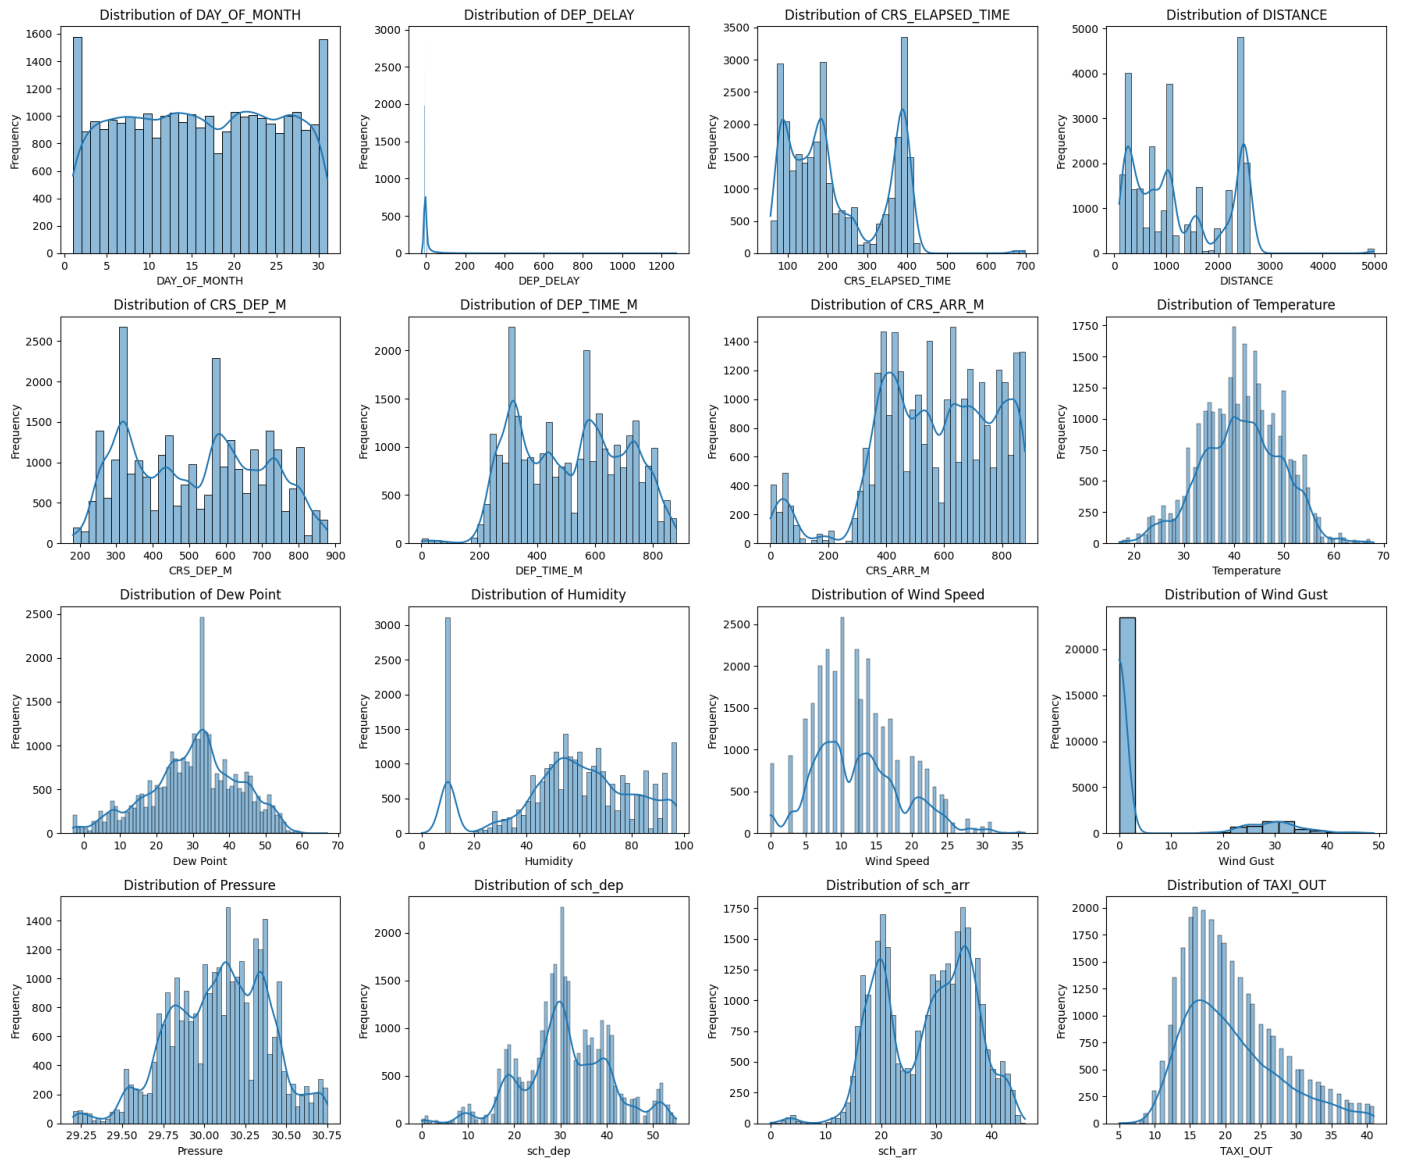 Distribution of DAY_OF_MONTH
Frequency
1600
1400
1200
1000
800
600
400
200
0
0 5 10 15 20 25 30
DAY_OF_MONTH
Distribution of DEP_DELAY
Frequency
3000
2500
2000
1500
1000
500
0
0 200 400 600 800 1000 1200
DEP_DELAY
Distribution of CRS_ELAPSED_TIME
Frequency
3500
3000
2500
2000
1500
1000
500
0
100 200 300 400 500 600 700
CRS_ELAPSED_TIME
Distribution of DISTANCE
Frequency
5000
4000
3000
2000
1000
0
0 1000 2000 3000 4000 5000
DISTANCE
Distribution of CRS_DEP_M
Frequency
2500
2000
1500
1000
500
0
200 300 400 500 600 700 800 900
CRS_DEP_M
Distribution of DEP_TIME_M
Frequency
2000
1500
1000
500
0
0 200 400 600 800
DEP_TIME_M
Distribution of CRS_ARR_M
Frequency
1400
1200
1000
800
600
400
200
0
0 200 400 600 800
CRS_ARR_M
Distribution of Temperature
Frequency
1750
1500
1250
1000
750
500
250
0
20 30 40 50 60 70
Temperature
Distribution of Dew Point
Frequency
2500
2000
1500
1000
500
0
0 10 20 30 40 50 60 70
Dew Point
Distribution of Humidity
Frequency
3000
2500
2000
1500
1000
500
0
0 20 40 60 80 100
Humidity
Distribution of Wind Speed
Frequency
2500
2000
1500
1000
500
0
0 5 10 15 20 25 30 35
Wind Speed
Distribution of Wind Gust
Frequency
20000
15000
10000
5000
0
0 10 20 30 40 50
Wind Gust
Distribution of Pressure
Frequency
1400
1200
1000
800
600
400
200
0
29.25 29.50 29.75 30.00 30.25 30.50 30.75
Pressure
Distribution of sch_dep
Frequency
2000
1500
1000
500
0
0 10 20 30 40 50
sch_dep
Distribution of sch_arr
Frequency
1750
1500
1250
1000
750
500
250
0
0 10 20 30 40
sch_arr
Distribution of TAXI_OUT
Frequency
2000
1750
1500
1250
1000
750
500
250
0
5 10 15 20 25 30 35 40
TAXI_OUT